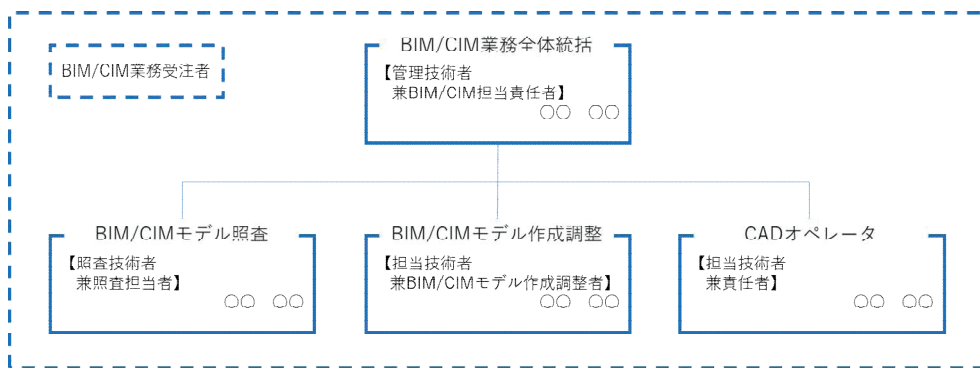 BIM/CIM業務受注者
BIM/CIM業務全体統括
【管理技術者
兼BIM/CIM担当責任者】
○○ ○○
BIM/CIMモデル照査
【照査技術者
兼照査担当者】
○○ ○○
BIM/CIMモデル作成調整
【担当技術者
兼BIM/CIMモデル作成調整者】
○○ ○○
CADオペレータ
【担当技術者
兼責任者】
○○ ○○